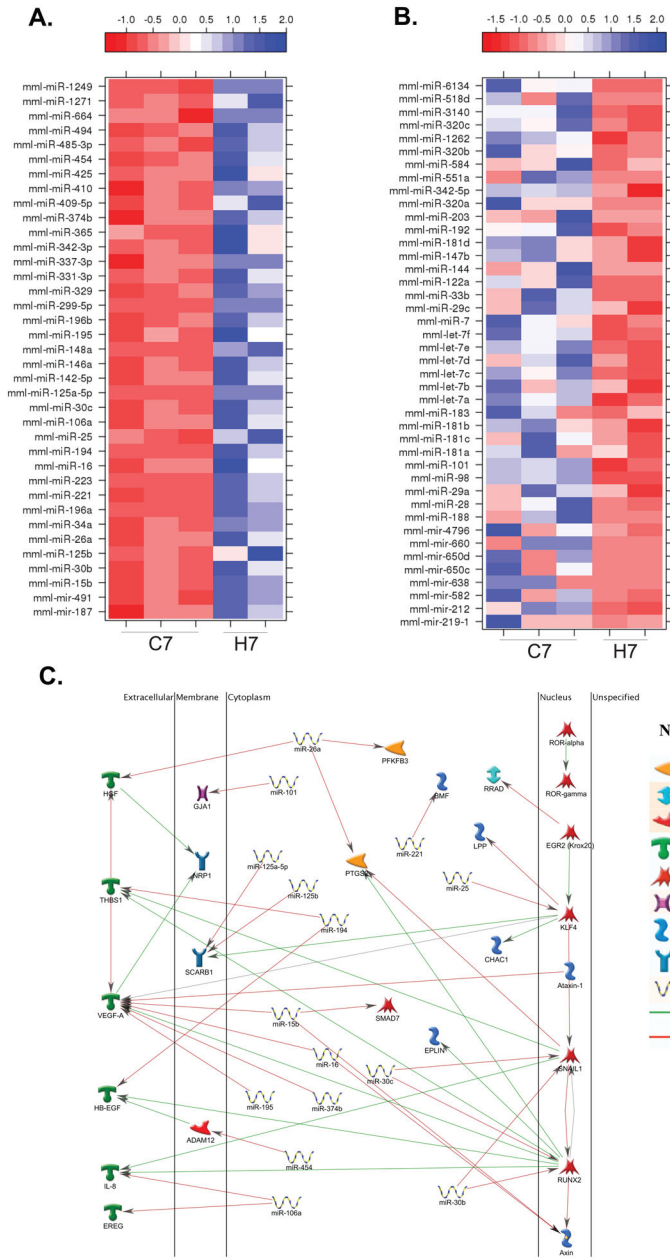 A.
-1.0 -0.5 0.0 0.5 1.0 1.5 2.0
mml-miR-1249
mml-miR-1271
mml-miR-664
mml-miR-494
mml-miR-485-3p
mml-miR-454
mml-miR-425
mml-miR-410
mml-miR-409-5p
mml-miR-374b
mml-miR-365
mml-miR-342-3p
mml-miR-337-3p
mml-miR-331-3p
mml-miR-329
mml-miR-299-5p
mml-miR-196b
mml-miR-195
mml-miR-148a
mml-miR-146a
mml-miR-142-5p
mml-miR-125a-5p
mml-miR-30c
mml-miR-106a
mml-miR-25
mml-miR-194
mml-miR-16
mml-miR-223
mml-miR-221
mml-miR-196a
mml-miR-34a
mml-miR-26a
mml-miR-125b
mml-miR-30b
mml-miR-15b
mml-mir-491
mml-mir-187
C7 H7
B.
-1.5 -1.0 -0.5 0.0 0.5 1.0 1.5 2.0
mml-miR-6134
mml-miR-518d
mml-miR-3140
mml-miR-320c
mml-miR-1262
mml-miR-320b
mml-miR-584
mml-miR-551a
mml-miR-342-5p
mml-miR-320a
mml-miR-203
mml-miR-192
mml-miR-181d
mml-miR-147b
mml-miR-144
mml-miR-122a
mml-miR-33b
mml-miR-29c
mml-miR-7
mml-let-7f
mml-let-7e
mml-let-7d
mml-let-7c
mml-let-7b
mml-let-7a
mml-miR-183
mml-miR-181b
mml-miR-181c
mml-miR-181a
mml-miR-101
mml-miR-98
mml-miR-29a
mml-miR-28
mml-miR-188
mml-mir-4796
mml-mir-660
mml-mir-650d
mml-mir-650c
mml-mir-638
mml-mir-582
mml-mir-212
mml-mir-219-1
C7 H7
C.
Extracellular Membrane Cytoplasm Nucleus Unspecified
N
miR-26a
ROR-alpha
PFKFB3
HGF
GJA1
miR-101
BMF
RRAD
ROR-gamma
miR-221
LPP
EGR2 (Krox20)
NRP1
miR-125a-5p
PTGS2
miR-25
THBS1
miR-125b
miR-194
KLF4
SCARB1
CHAC1
Ataxin-1
VEGF-A
miR-15b
SMAD7
EPLIN
miR-16
miR-30c
SNAIL1
HB-EGF
miR-195
miR-374b
ADAM12
IL-8
miR-454
RUNX2
EREG
miR-106a
miR-30b
Axin